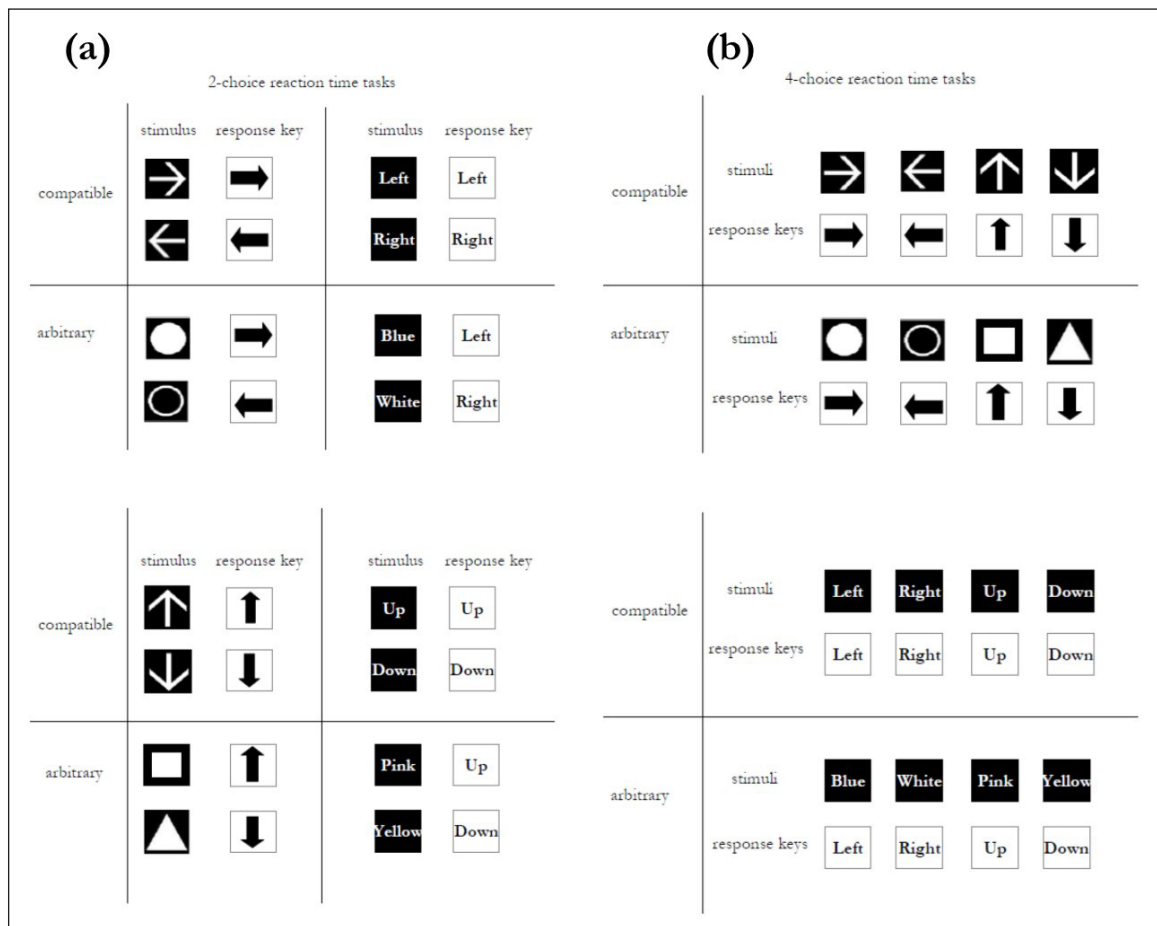 (a)
2-choice reaction time tasks
stimulus response key stimulus response key
compatible
Left Left
Right Right
arbitrary
Blue Left
White Right
stimulus response key stimulus response key
compatible
Up Up
Down Down
arbitrary
Pink Up
Yellow Down
(b)
4-choice reaction time tasks
compatible
stimuli
response keys
arbitrary
stimuli
response keys
compatible
stimuli Left Right Up Down
response keys Left Right Up Down
arbitrary
stimuli Blue White Pink Yellow
response keys Left Right Up Down